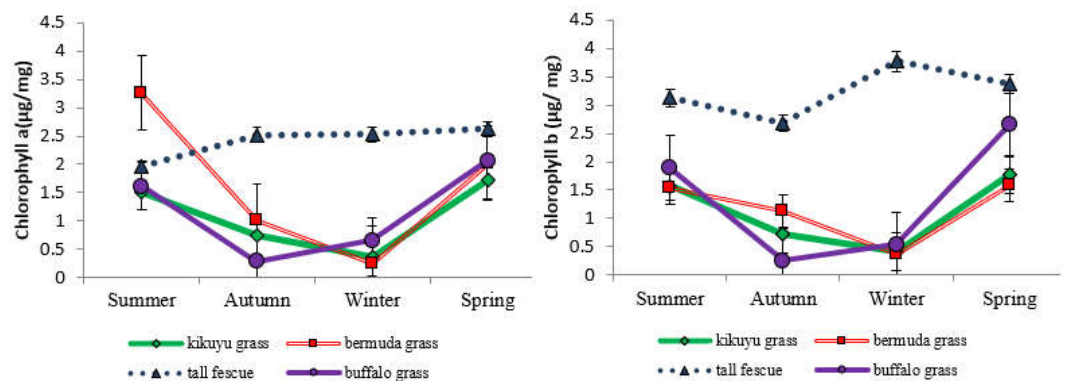 Chlorophyll a(µg/mg)
4.5
4
3.5
3
2.5
2
1.5
1
0.5
0
Summer Autumn Winter Spring
kikuyu grass bermuda grass
tall fescue buffalo grass
Chlorophyll b (µg/ mg)
4.5
4
3.5
3
2.5
2
1.5
1
0.5
0
Summer Autumn Winter Spring
kikuyu grass bermuda grass
tall fescue buffalo grass